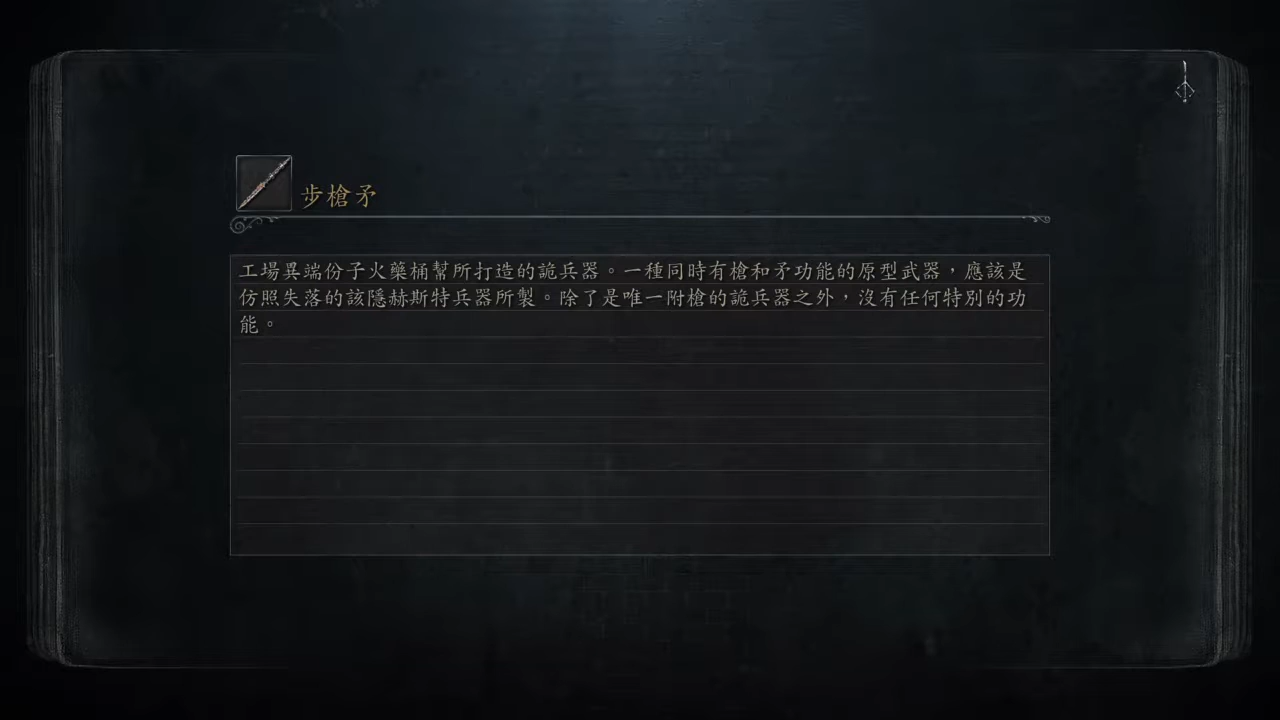 步槍矛
工場異端份子火藥桶幫所打造的詭兵器。一種同時有槍和矛功能的原型武器，應該是
仿照失落的該隱赫斯特兵器所製。除了是唯一附槍的詭兵器之外，沒有任何特別的功
能。